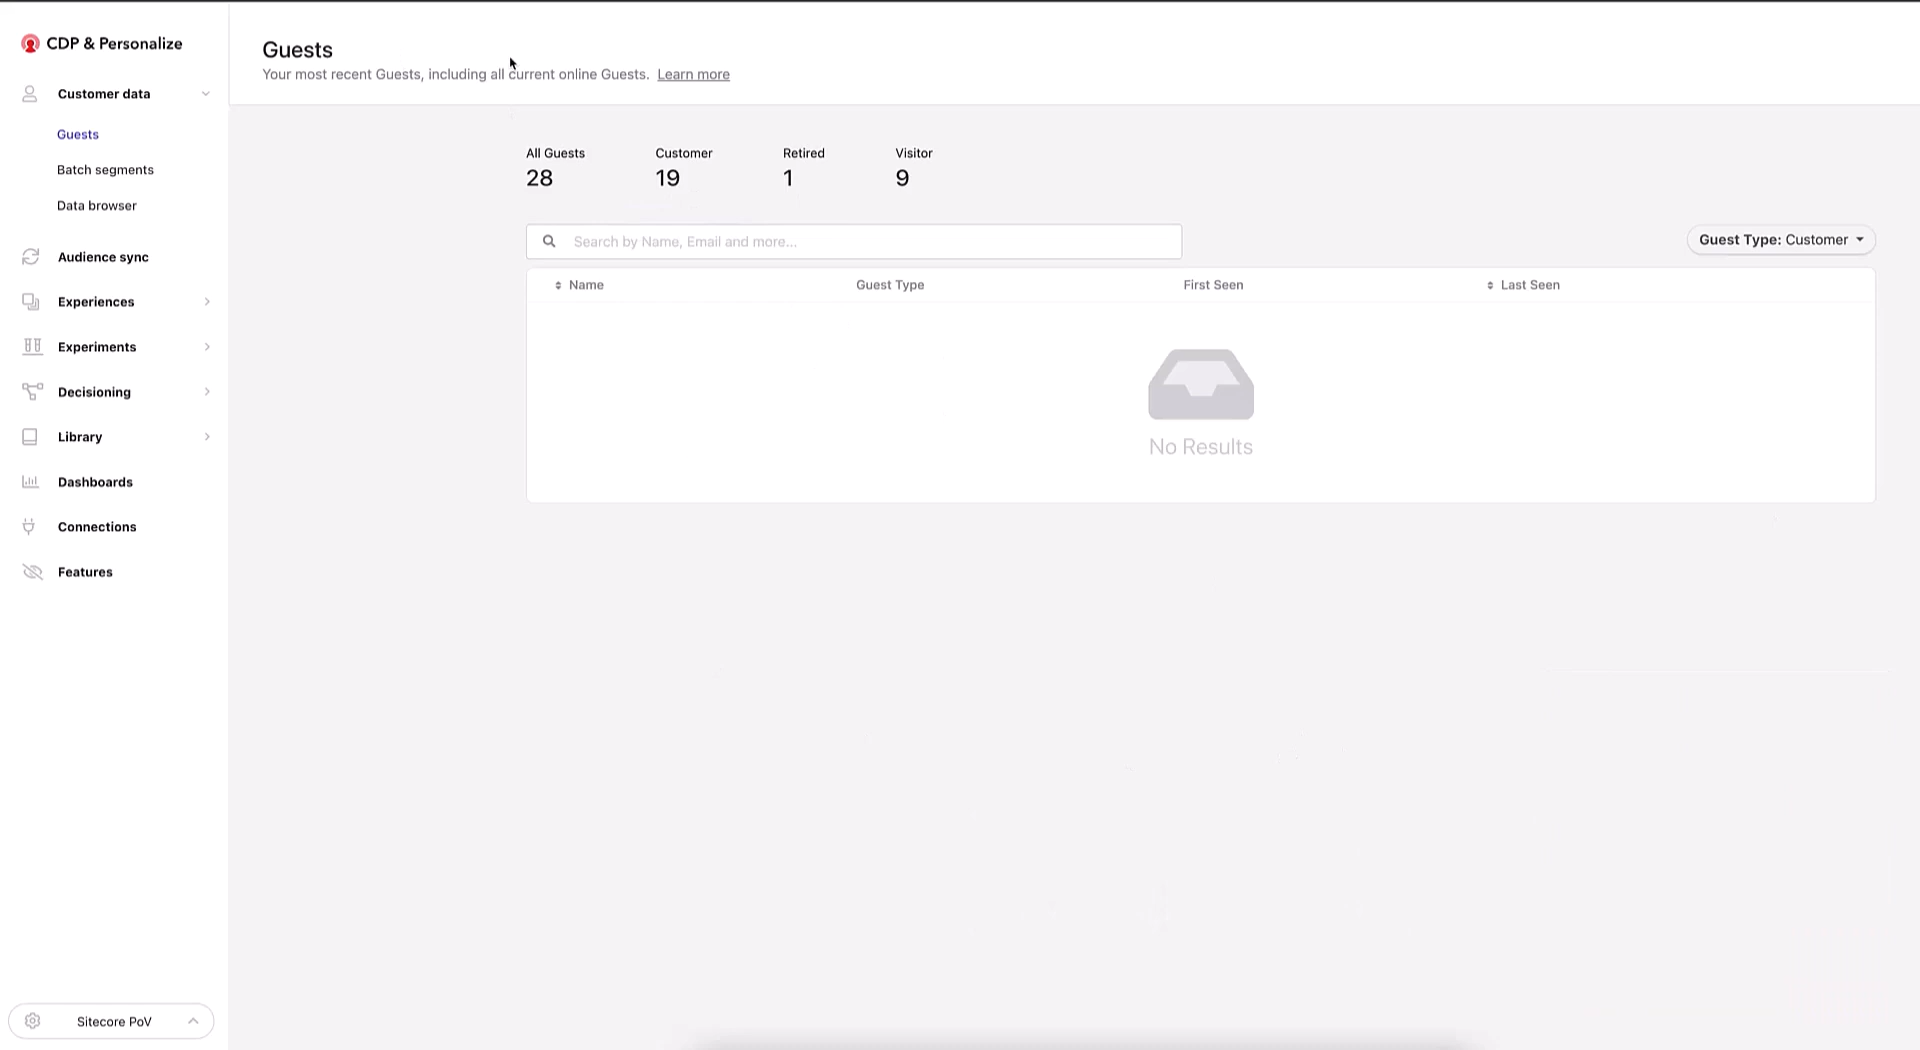 CDP & Personalize
Customer data
Guests
Batch segments
Data browser
Audience sync
Experiences
Experiments
Decisioning
Library
Dashboards
Connections
Features
Sitecore PoV
Guests
Your most recent Guests, including all current online Guests. Learn more
All Guests Customer Retired Visitor
28 19 1 9
Search by Name, Email and more...
Guest Type: Customer
Name Guest Type First Seen Last Seen
No Results